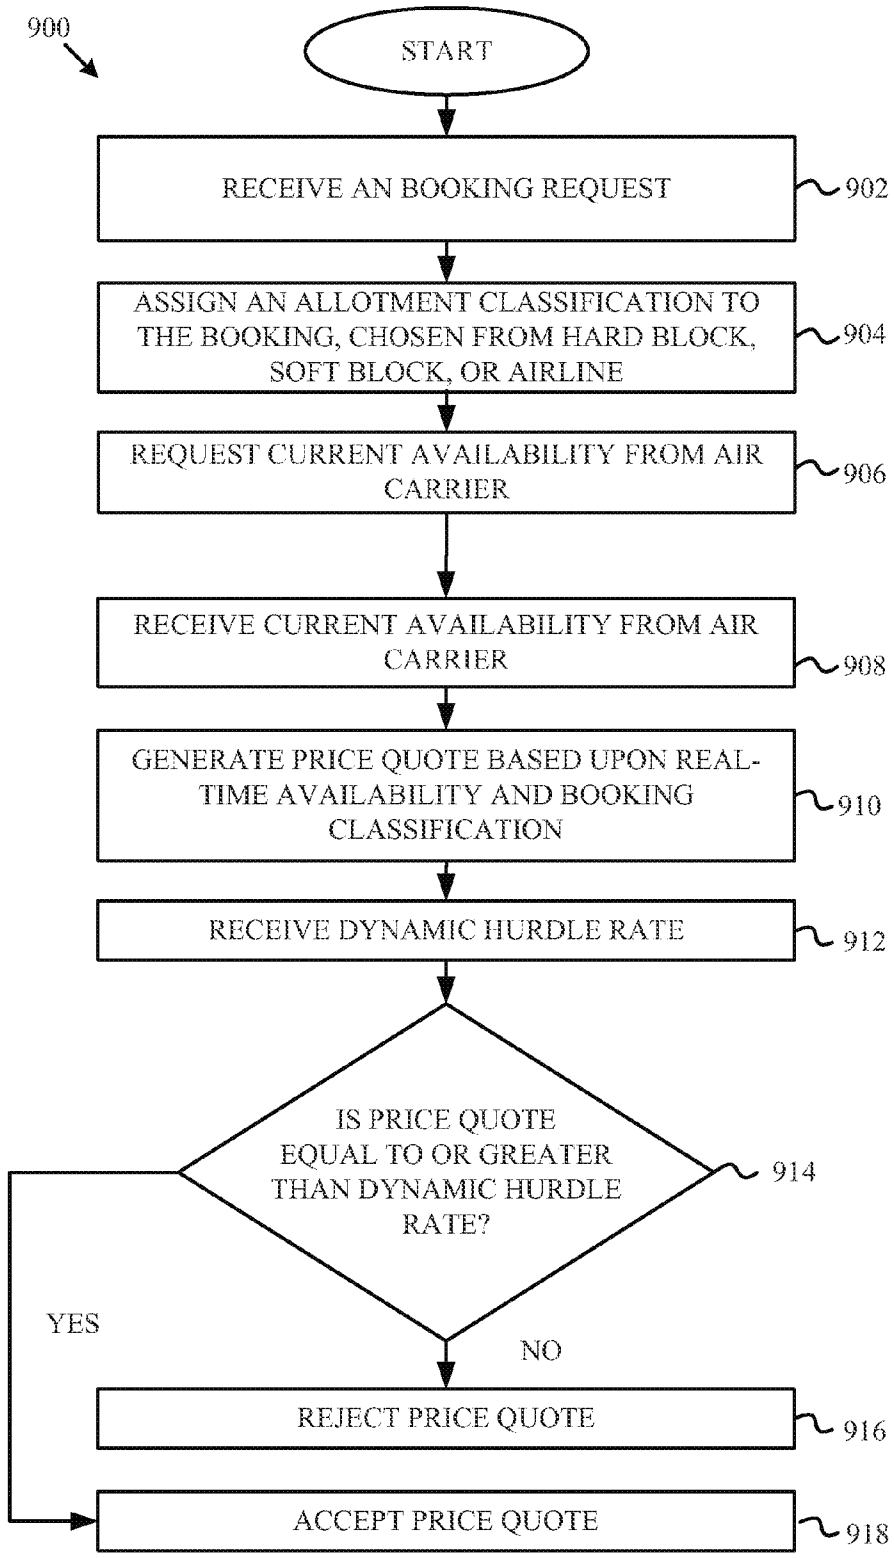 900
START
RECEIVE AN BOOKING REQUEST
902
ASSIGN AN ALLOTMENT CLASSIFICATION TO
THE BOOKING, CHOSEN FROM HARD BLOCK,
SOFT BLOCK, OR AIRLINE
904
REQUEST CURRENT AVAILABILITY FROM AIR
CARRIER
906
RECEIVE CURRENT AVAILABILITY FROM AIR
CARRIER
908
GENERATE PRICE QUOTE BASED UPON REAL-
TIME AVAILABILITY AND BOOKING
CLASSIFICATION
910
RECEIVE DYNAMIC HURDLE RATE
912
IS PRICE QUOTE
EQUAL TO OR GREATER
THAN DYNAMIC HURDLE
RATE?
914
YES
NO
REJECT PRICE QUOTE
916
ACCEPT PRICE QUOTE
918